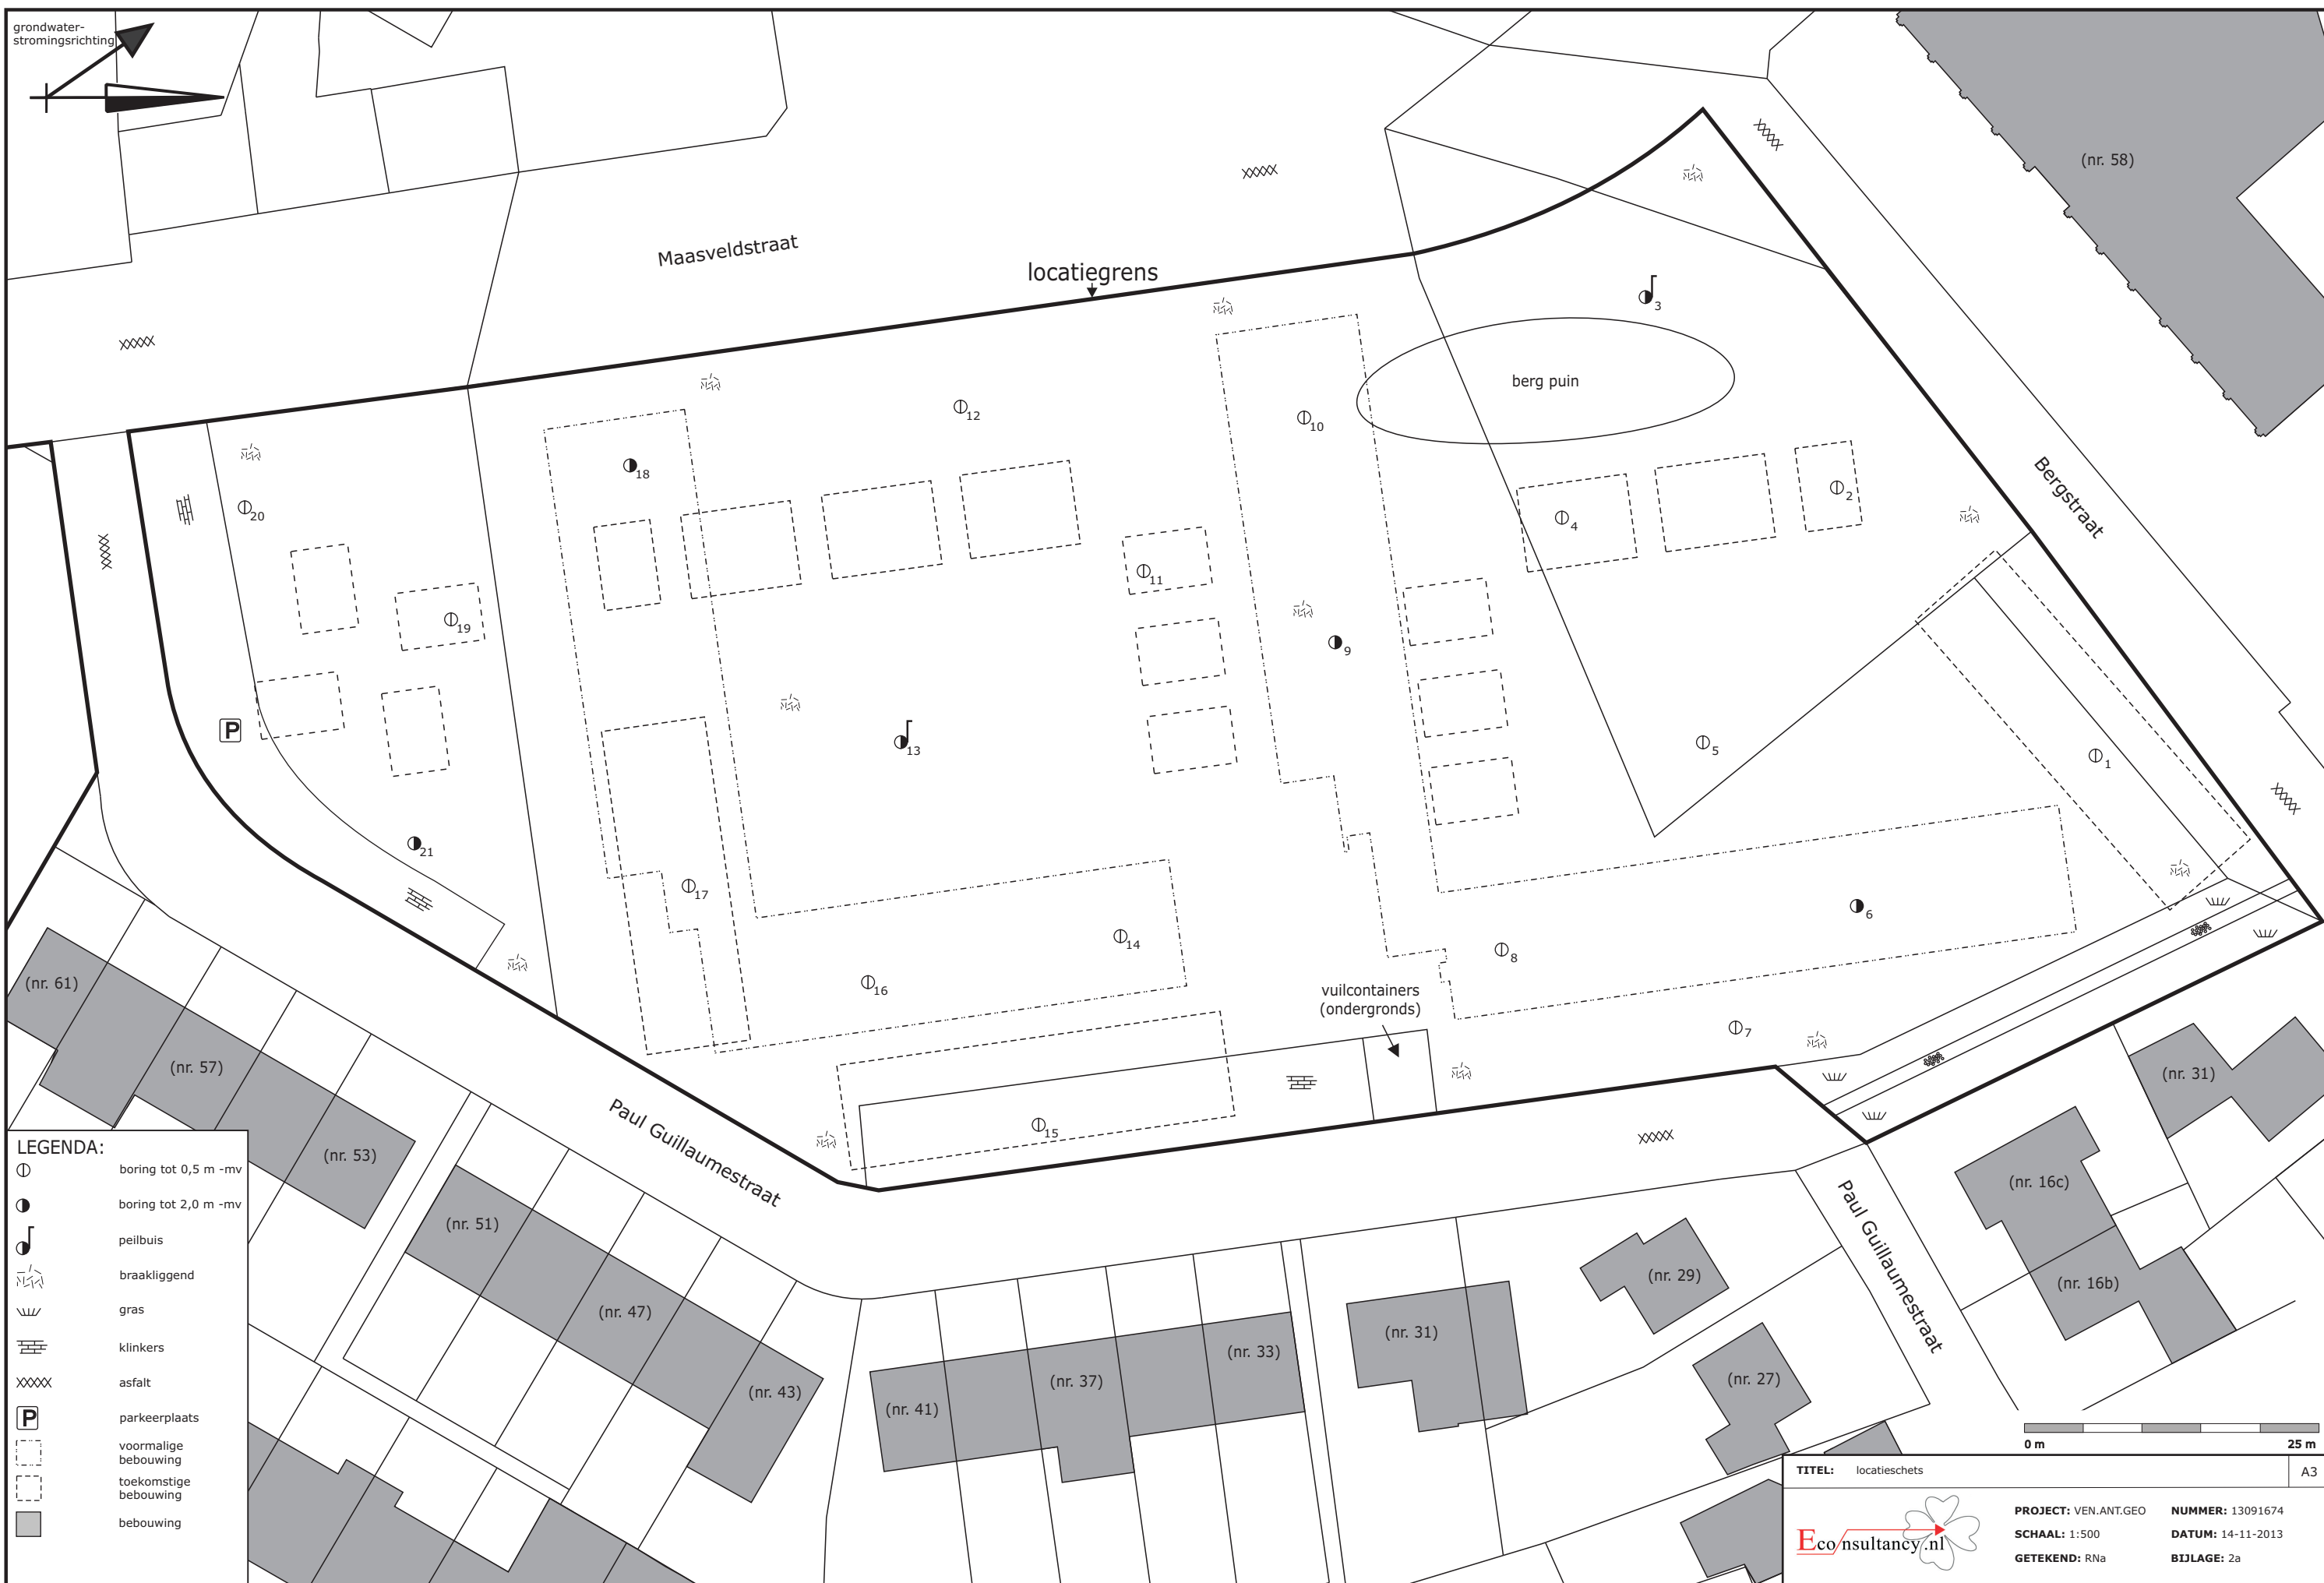 grondwater-
stromingsrichting
(nr. 58)
Maasveldstraat
locatiegrens
3
berg puin
12
10
18
Bergstraat
20
2
4
11
19
9
P
13
5
1
21
17
6
14
8
16
vuilcontainers
(ondergronds)
7
(nr. 61)
(nr. 57)
(nr. 53)
15
Paul Guillaumestraat
(nr. 31)
(nr. 16c)
Paul Guillaumestraat
(nr. 16b)
(nr. 51)
(nr. 47)
(nr. 43)
(nr. 41)
(nr. 37)
(nr. 33)
(nr. 31)
(nr. 29)
(nr. 27)
LEGENDA:
boring tot 0,5 m -mv
boring tot 2,0 m -mv
peilbuis
braakliggend
gras
klinkers
asfalt
P parkeerplaats
voormalige
bebouwing
toekomstige
bebouwing
bebouwing
0 m 25 m
TITEL: locatieschets A3
Econsultancy.nl
PROJECT: VEN.ANT.GEO NUMMER: 13091674
SCHAAL: 1:500 DATUM: 14-11-2013
GETEKEND: RNa BIJLAGE: 2a